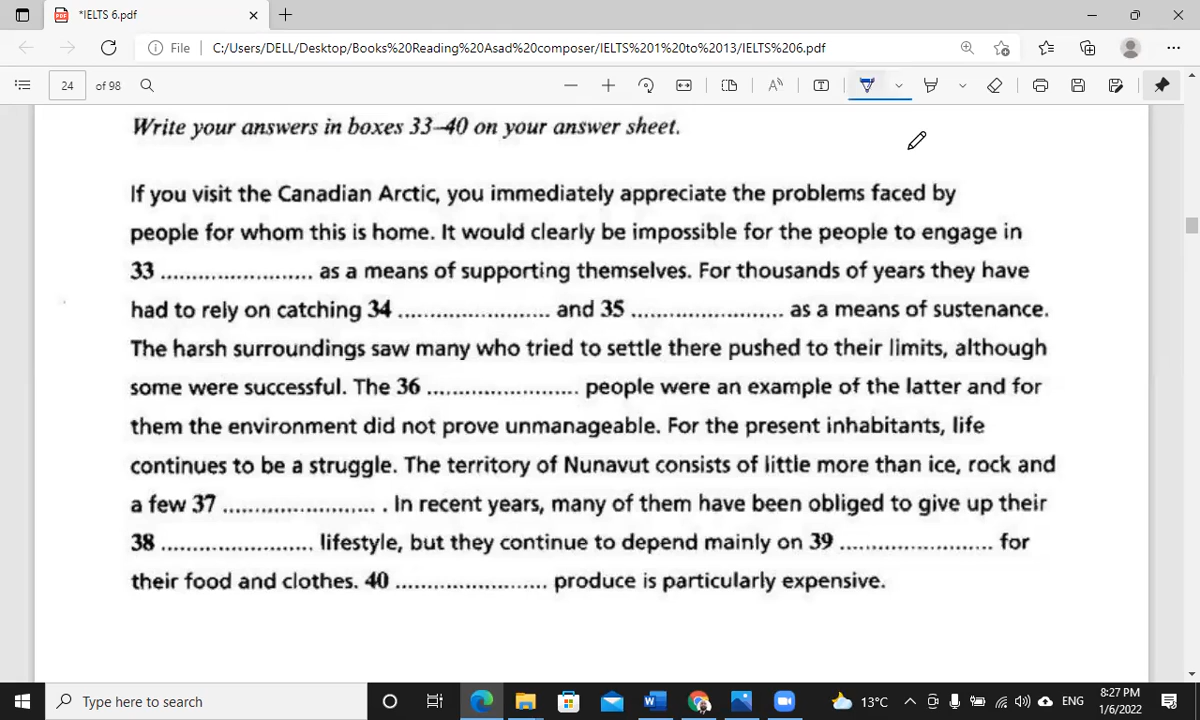 *IELTS 6.pdf
File
C:/Users/DELL/Desktop/Books%20Reading%20Asad%20composer/IELTS%201%20to%2013/IELTS%206.pdf
24 of 98
Write your answers in boxes 33–40 on your answer sheet.
If you visit the Canadian Arctic, you immediately appreciate the problems faced by
people for whom this is home. It would clearly be impossible for the people to engage in
33 ........................ as a means of supporting themselves. For thousands of years they have
had to rely on catching 34 ........................ and 35 ........................ as a means of sustenance.
The harsh surroundings saw many who tried to settle there pushed to their limits, although
some were successful. The 36 ........................ people were an example of the latter and for
them the environment did not prove unmanageable. For the present inhabitants, life
continues to be a struggle. The territory of Nunavut consists of little more than ice, rock and
a few 37 ........................ . In recent years, many of them have been obliged to give up their
38 ........................ lifestyle, but they continue to depend mainly on 39 ........................ for
their food and clothes. 40 ........................ produce is particularly expensive.
Type here to search
13°C
ENG
8:27 PM
1/6/2022